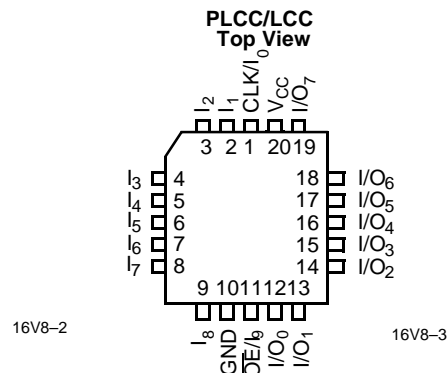 PLCC/LCC
Top View
I2 I1 CLK/I0 VCC I/O7
3 2 1 20 19
I3 4 18 I/O6
I4 5 17 I/O5
I5 6 16 I/O4
I6 7 15 I/O3
I7 8 14 I/O2
9 10 11 12 13
I8 GND OE/I9 I/O0 I/O1
16V8–2
16V8–3